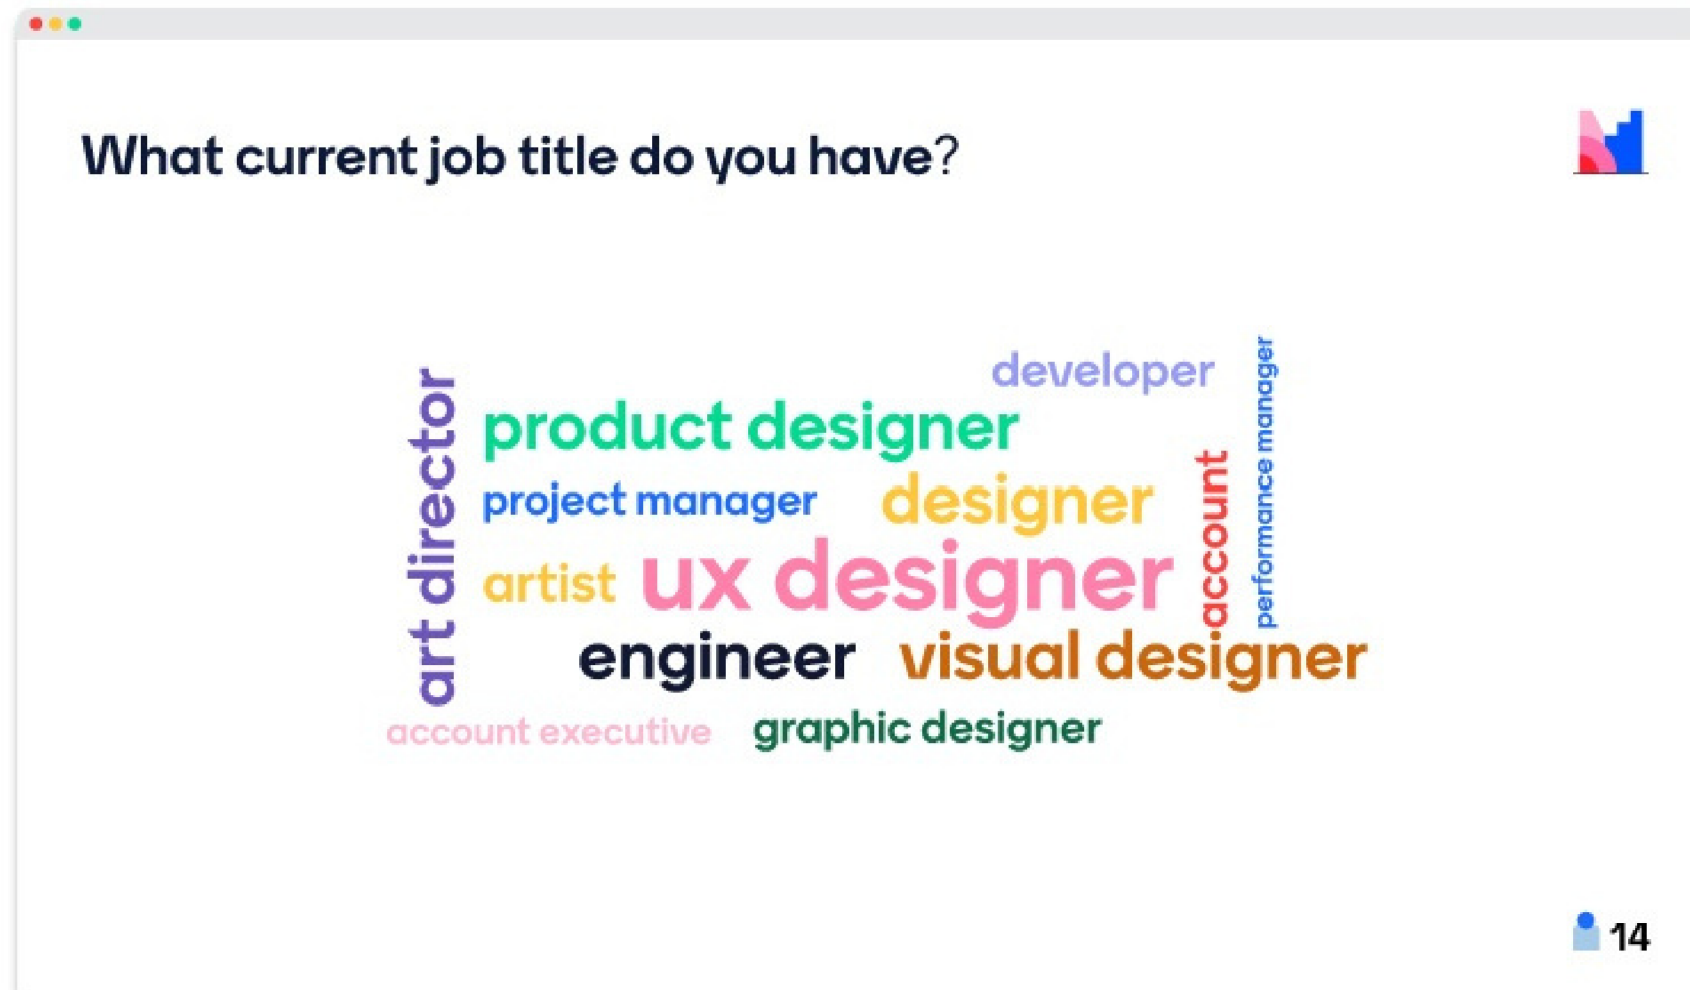 What current job title do you have?
developer
performance manager
art director
product designer
account
project manager
designer
artist
ux designer
engineer
visual designer
account executive
graphic designer
14